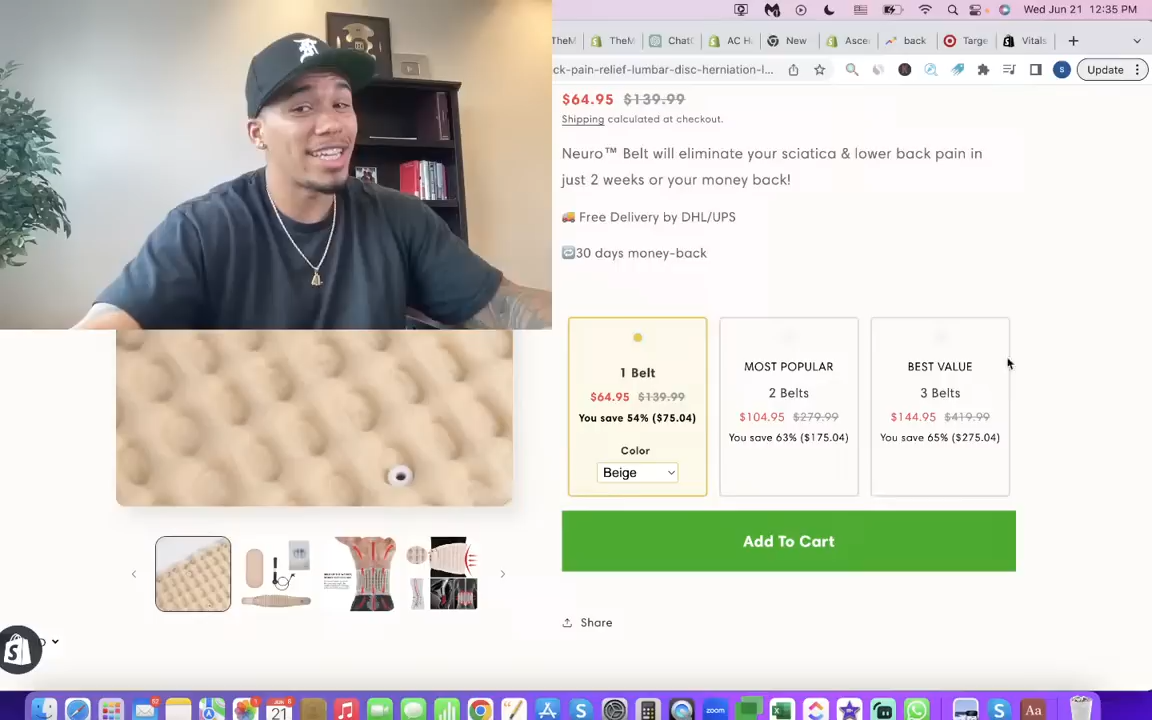 Wed Jun 21 12:35 PM
TheM
TheM
ChatG
AC H
New
Asce
back
Targe
Vitals
ck-pain-relief-lumbar-disc-herniation-l...
S
Update
$64.95 $139.99
Shipping calculated at checkout.
Neuro™ Belt will eliminate your sciatica & lower back pain in
just 2 weeks or your money back!
🚚 Free Delivery by DHL/UPS
30 days money-back
1 Belt
$64.95 $139.99
You save 54% ($75.04)
Color
Beige
MOST POPULAR
2 Belts
$104.95 $279.99
You save 63% ($175.04)
BEST VALUE
3 Belts
$144.95 $419.99
You save 65% ($275.04)
Add To Cart
Share
JUN
21
zoom
Aa